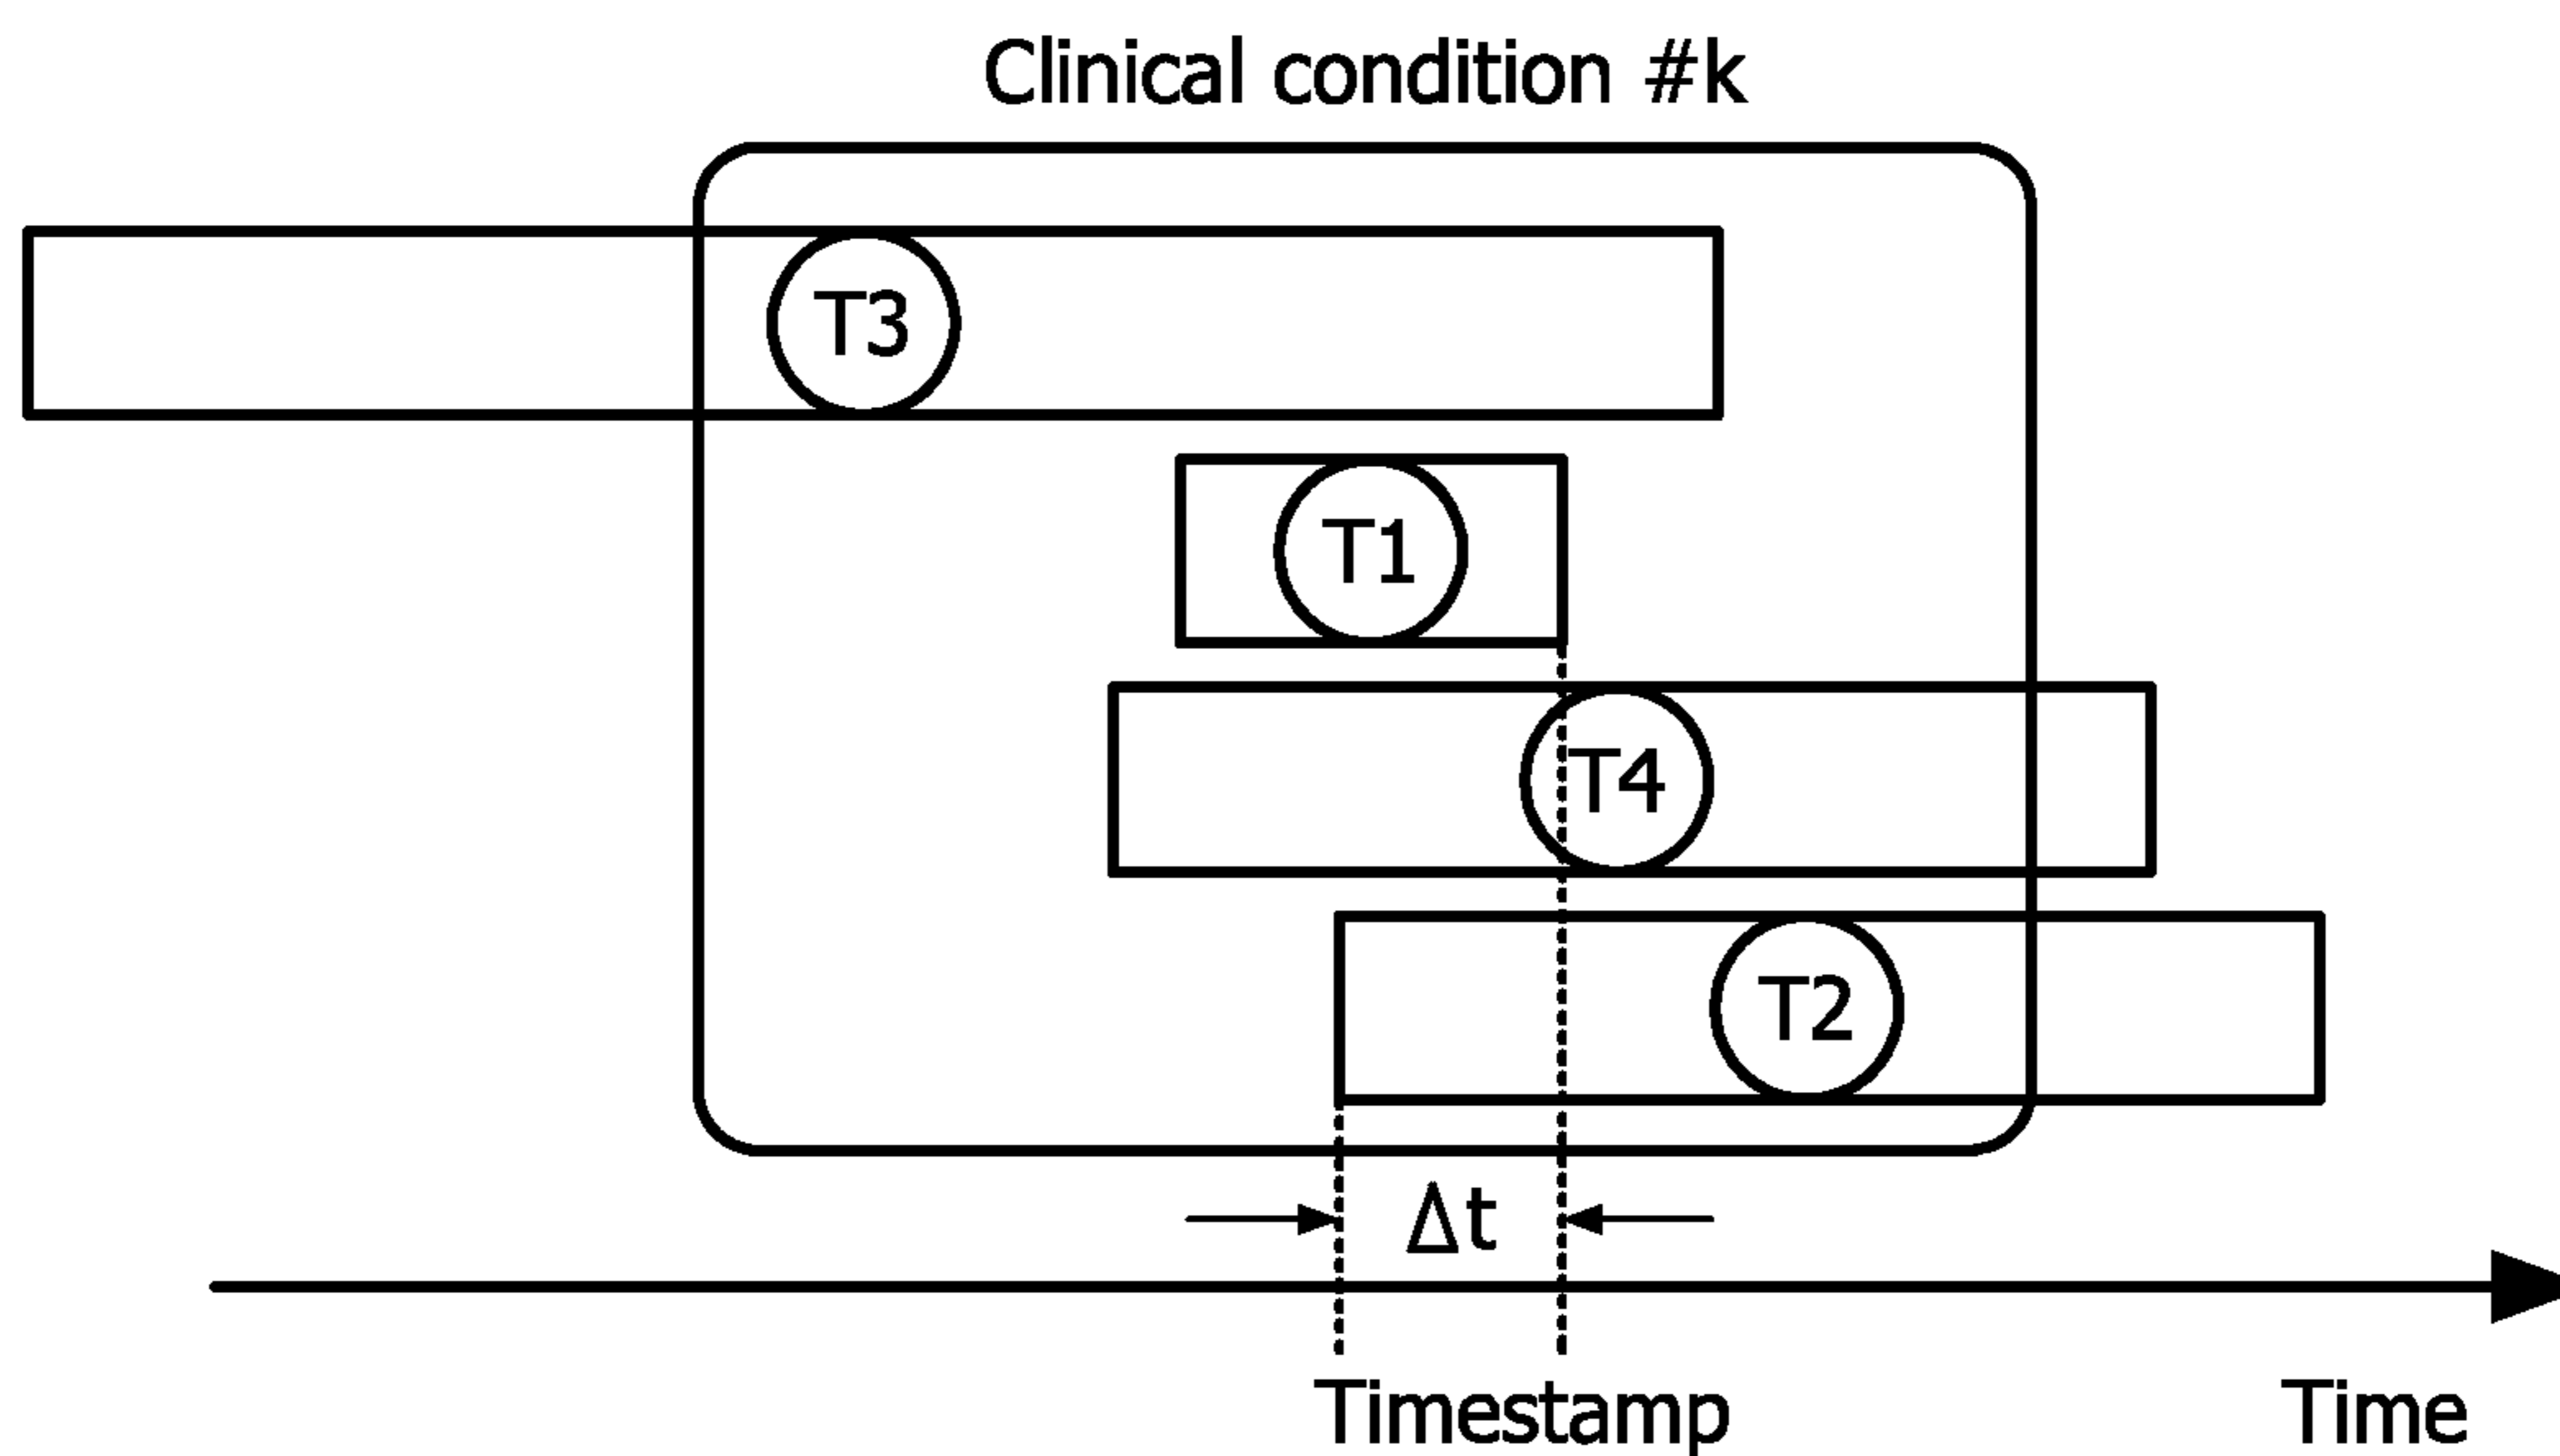 Clinical condition #k
T3
T1
T4
T2
Δt
Timestamp
Time